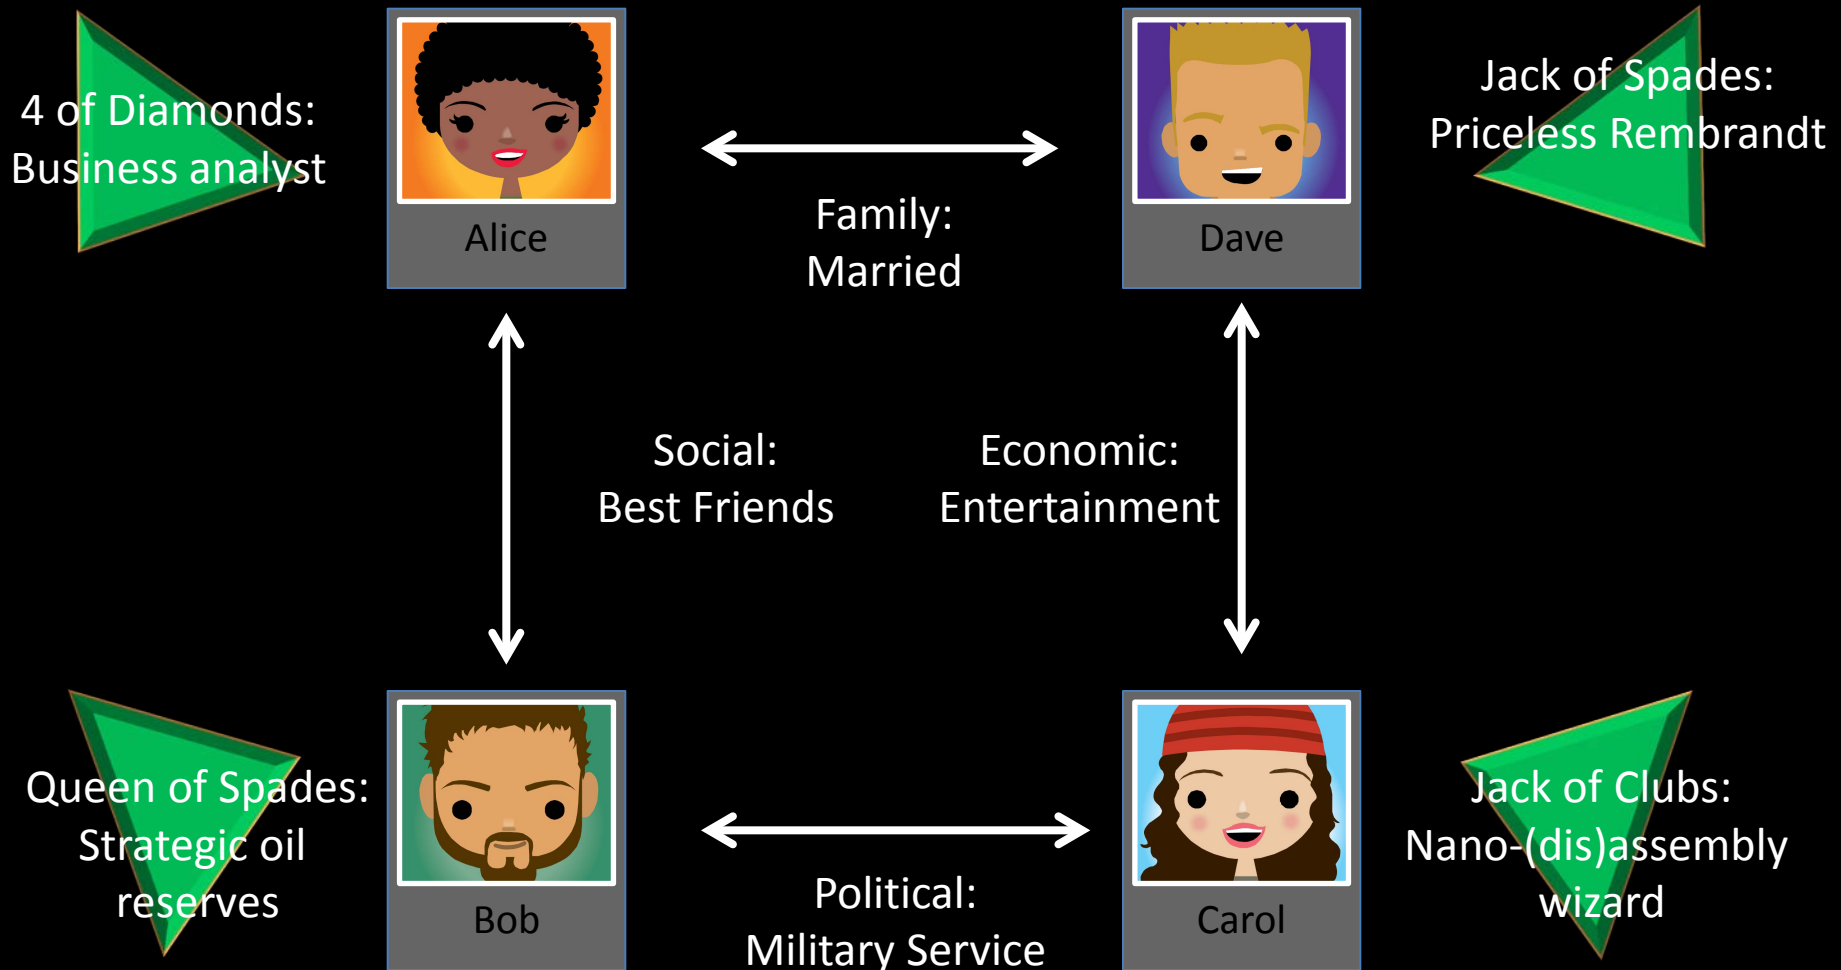 4 of Diamonds:
Business analyst
Alice
Family:
Married
Dave
Jack of Spades:
Priceless Rembrandt
Social:
Best Friends
Economic:
Entertainment
Queen of Spades:
Strategic oil
reserves
Bob
Political:
Military Service
Carol
Jack of Clubs:
Nano-(dis)assembly
wizard